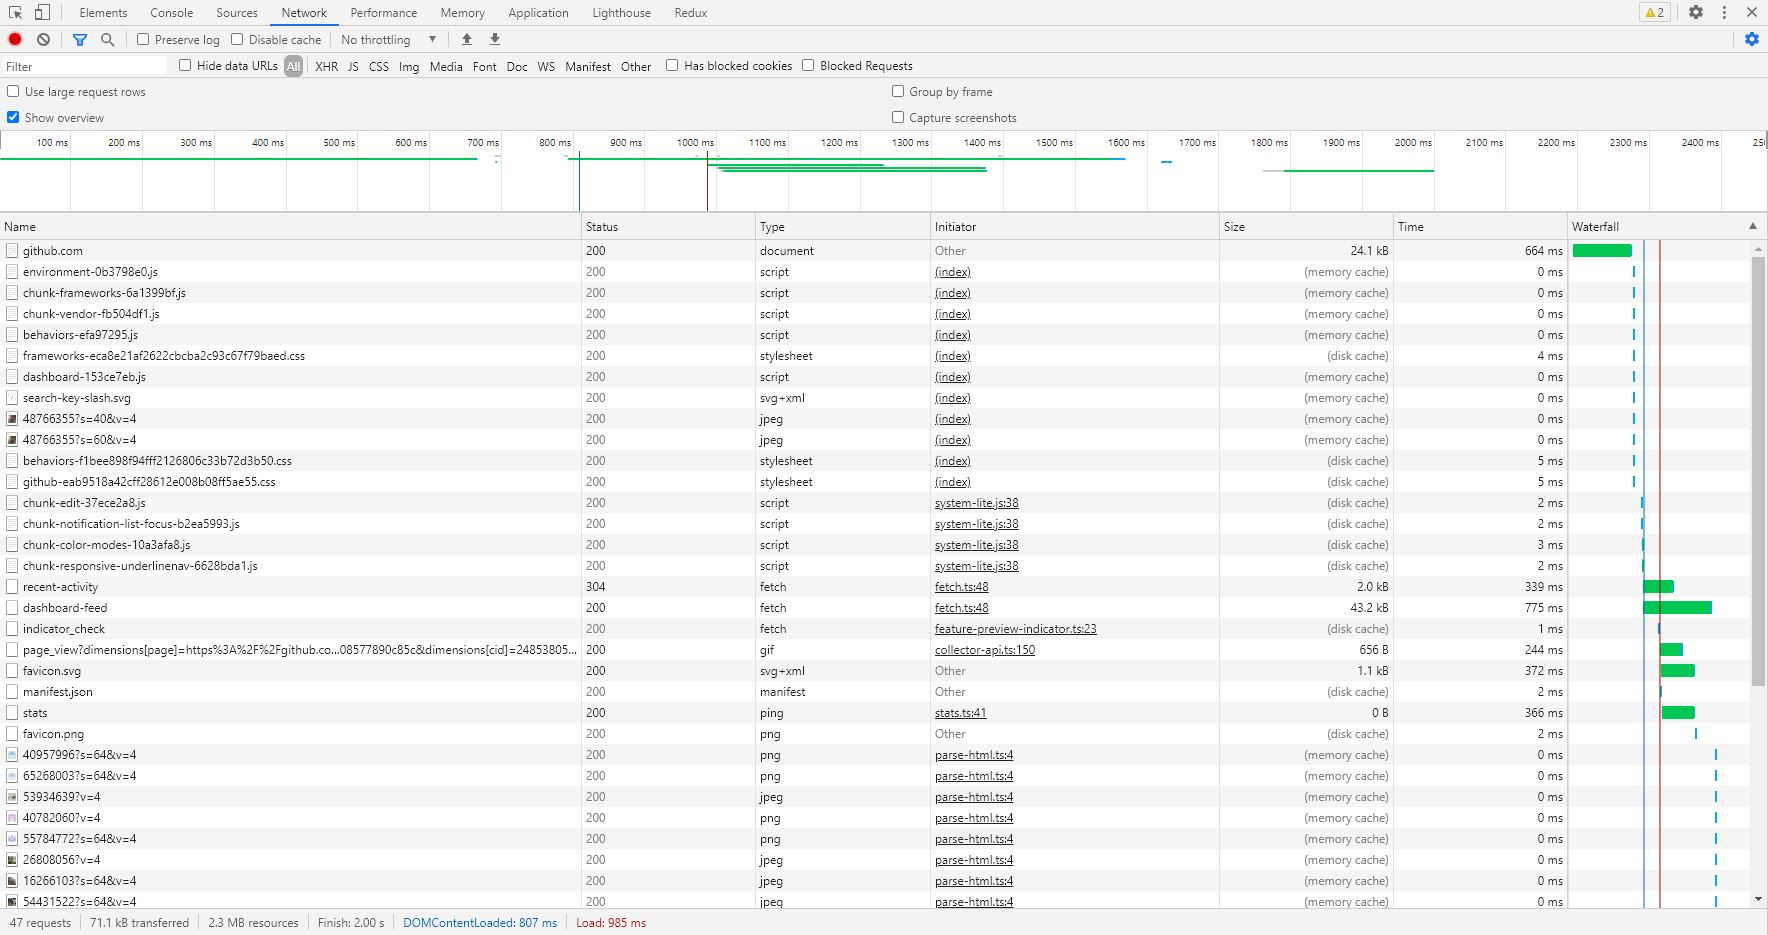 Elements Console Sources Network Performance Memory Application Lighthouse Redux 2
Preserve log Disable cache No throttling
Filter Hide data URLs All XHR JS CSS Img Media Font Doc WS Manifest Other Has blocked cookies Blocked Requests
Use large request rows Group by frame
Show overview Capture screenshots
100 ms 200 ms 300 ms 400 ms 500 ms 600 ms 700 ms 800 ms 900 ms 1000 ms 1100 ms 1200 ms 1300 ms 1400 ms 1500 ms 1600 ms 1700 ms 1800 ms 1900 ms 2000 ms 2100 ms 2200 ms 2300 ms 2400 ms 250
Name Status Type Initiator Size Time Waterfall
github.com 200 document Other 24.1 kB 664 ms
environment-0b3798e0.js 200 script (index) (memory cache) 0 ms
chunk-frameworks-6a1399bf.js 200 script (index) (memory cache) 0 ms
chunk-vendor-fb504df1.js 200 script (index) (memory cache) 0 ms
behaviors-efa97295.js 200 script (index) (memory cache) 0 ms
frameworks-eca8e21af2622cbcba2c93c67f79baed.css 200 stylesheet (index) (disk cache) 4 ms
dashboard-153ce7eb.js 200 script (index) (memory cache) 0 ms
search-key-slash.svg 200 svg+xml (index) (memory cache) 0 ms
48766355?s=40&v=4 200 jpeg (index) (memory cache) 0 ms
48766355?s=60&v=4 200 jpeg (index) (memory cache) 0 ms
behaviors-f1bee898f94fff2126806c33b72d3b50.css 200 stylesheet (index) (disk cache) 5 ms
github-eab9518a42cff28612e008b08ff5ae55.css 200 stylesheet (index) (disk cache) 5 ms
chunk-edit-37ece2a8.js 200 script system-lite.js:38 (disk cache) 2 ms
chunk-notification-list-focus-b2ea5993.js 200 script system-lite.js:38 (disk cache) 2 ms
chunk-color-modes-10a3afa8.js 200 script system-lite.js:38 (disk cache) 3 ms
chunk-responsive-underlinenav-6628bda1.js 200 script system-lite.js:38 (disk cache) 2 ms
recent-activity 304 fetch fetch.ts:48 2.0 kB 339 ms
dashboard-feed 200 fetch fetch.ts:48 43.2 kB 775 ms
indicator_check 200 fetch feature-preview-indicator.ts:23 (disk cache) 1 ms
page_view?dimensions[page]=https%3A%2F%2Fgithub.co...08577890c85c&dimensions[cid]=24853805... 200 gif collector-api.ts:150 656 B 244 ms
favicon.svg 200 svg+xml Other 1.1 kB 372 ms
manifest.json 200 manifest Other (disk cache) 2 ms
stats 200 ping stats.ts:41 0 B 366 ms
favicon.png 200 png Other (disk cache) 2 ms
40957996?s=64&v=4 200 png parse-html.ts:4 (memory cache) 0 ms
65268003?s=64&v=4 200 png parse-html.ts:4 (memory cache) 0 ms
53934639?v=4 200 jpeg parse-html.ts:4 (memory cache) 0 ms
40782060?v=4 200 png parse-html.ts:4 (memory cache) 0 ms
55784772?s=64&v=4 200 png parse-html.ts:4 (memory cache) 0 ms
26808056?v=4 200 jpeg parse-html.ts:4 (memory cache) 0 ms
16266103?s=64&v=4 200 jpeg parse-html.ts:4 (memory cache) 0 ms
54431522?s=64&v=4 200 jpeg parse-html.ts:4 (memory cache) 0 ms
47 requests 71.1 kB transferred 2.3 MB resources Finish: 2.00 s DOMContentLoaded: 807 ms Load: 985 ms